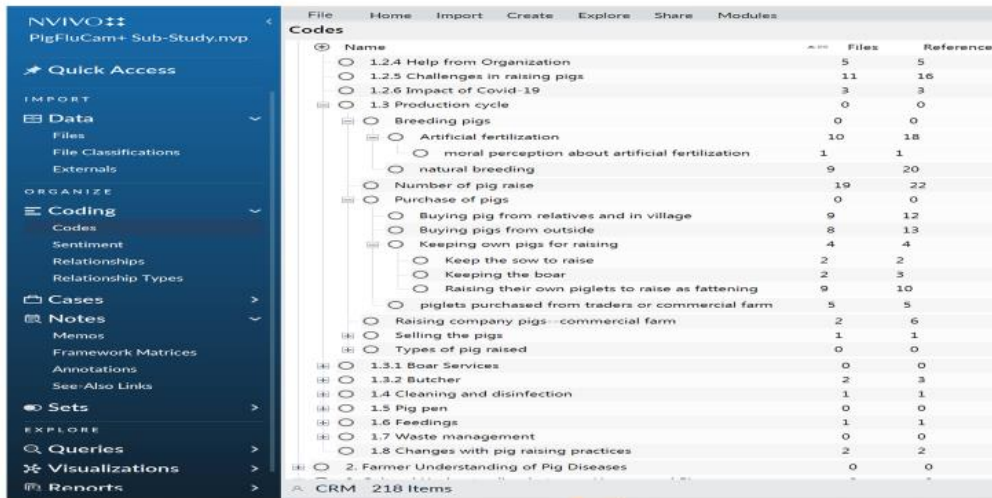 NVIVO
PigFluCam+ Sub-Study.nvp
Quick Access
IMPORT
Data
Files
File Classifications
Externals
ORGANIZE
Coding
Codes
Sentiment
Relationships
Relationship Types
Cases
Notes
Memos
Framework Matrices
Annotations
See-Also Links
Sets
EXPLORE
Queries
Visualizations
Reports
File Home Import Create Explore Share Modules
Codes
Name Files Reference
1.2.4 Help from Organization 5 5
1.2.5 Challenges in raising pigs 11 16
1.2.6 Impact of Covid-19 3 3
1.3 Production cycle 0 0
Breeding pigs 0 0
Artificial fertilization 10 18
moral perception about artificial fertilization 1 1
natural breeding 9 20
Number of pig raise 19 22
Purchase of pigs 0 0
Buying pig from relatives and in village 9 12
Buying pigs from outside 8 13
Keeping own pigs for raising 4 4
Keep the sow to raise 2 2
Keeping the boar 2 3
Raising their own piglets to raise as fattening 9 10
piglets purchased from traders or commercial farm 5 5
Raising company pigs--commercial farm 2 6
Selling the pigs 1 1
Types of pig raised 0 0
1.3.1 Boar Services 0 0
1.3.2 Butcher 2 3
1.4 Cleaning and disinfection 1 1
1.5 Pig pen 0 0
1.6 Feedings 1 1
1.7 Waste management 0 0
1.8 Changes with pig raising practices 2 2
2. Farmer Understanding of Pig Diseases 0 0
CRM 218 Items